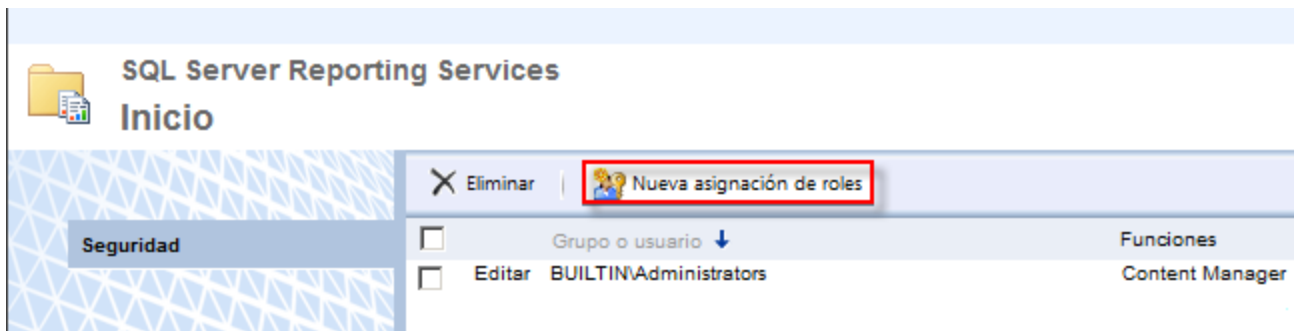 SQL Server Reporting Services
Inicio
Eliminar Nueva asignación de roles
Seguridad
Grupo o usuario Funciones
Editar BUILTIN\Administrators Content Manager